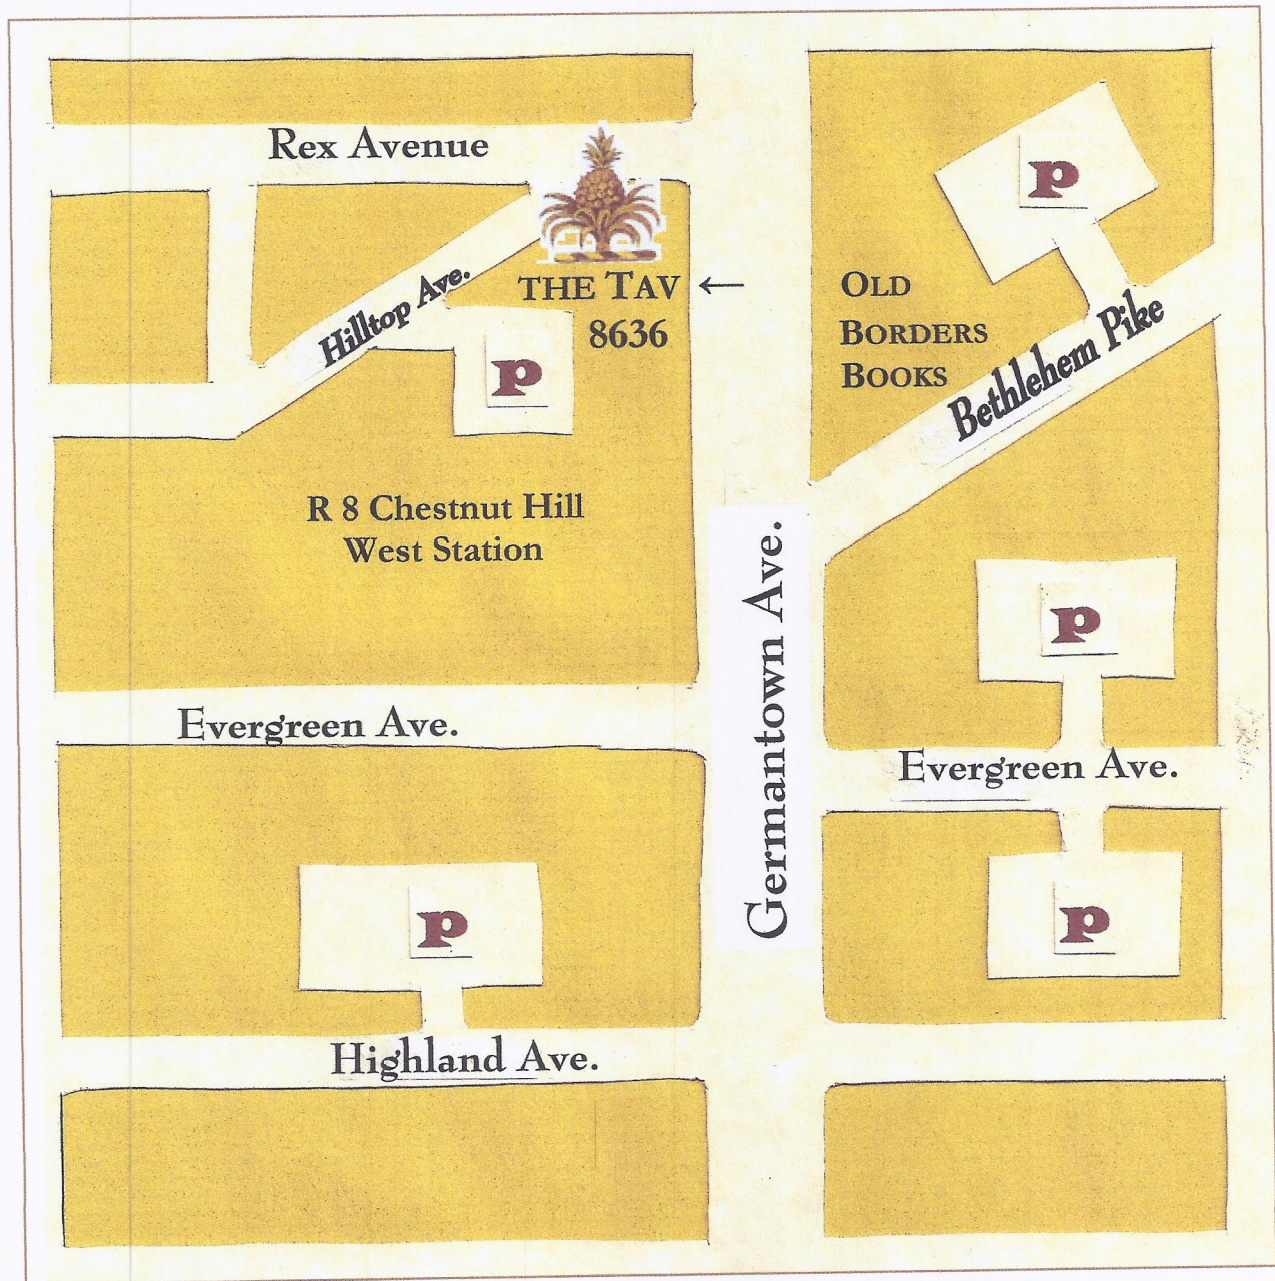 Rex Avenue
P
Hilltop Ave.
THE TAV ←
8636
OLD
BORDERS
BOOKS
Bethlehem Pike
P
R 8 Chestnut Hill
West Station
Germantown Ave.
P
Evergreen Ave.
Evergreen Ave.
P
P
Highland Ave.